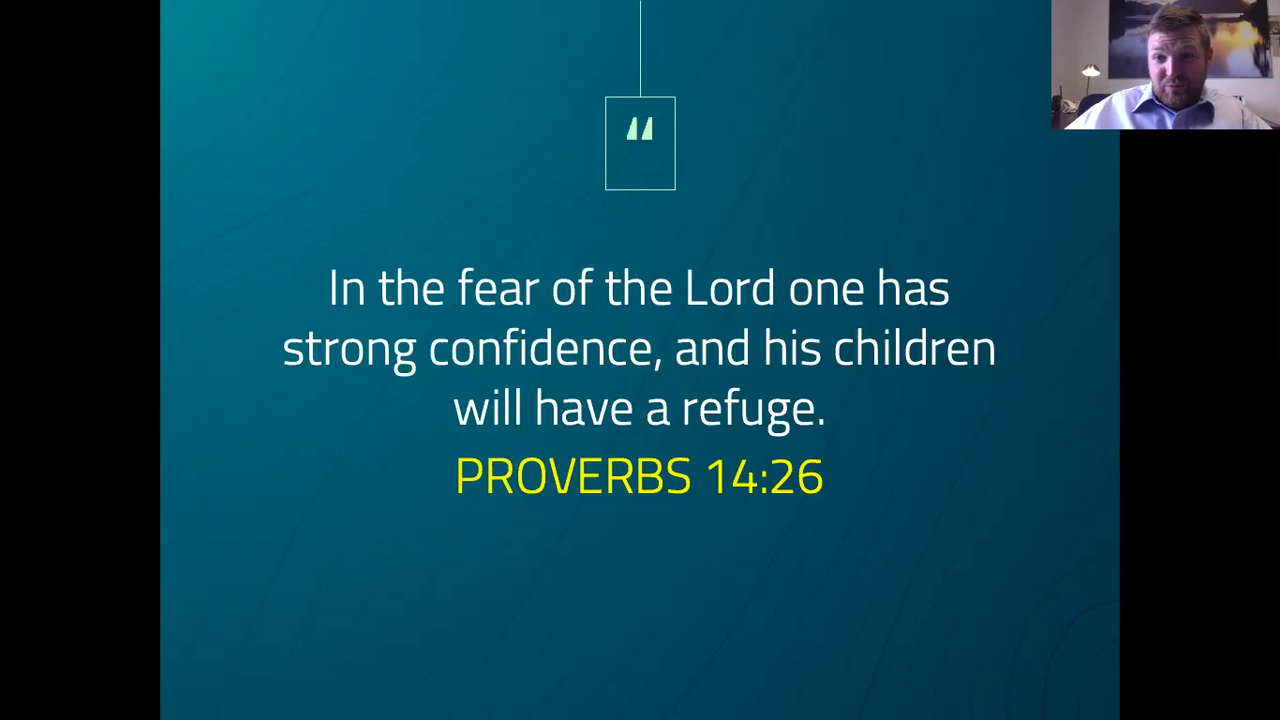 “
In the fear of the Lord one has
strong confidence, and his children
will have a refuge.
PROVERBS 14:26